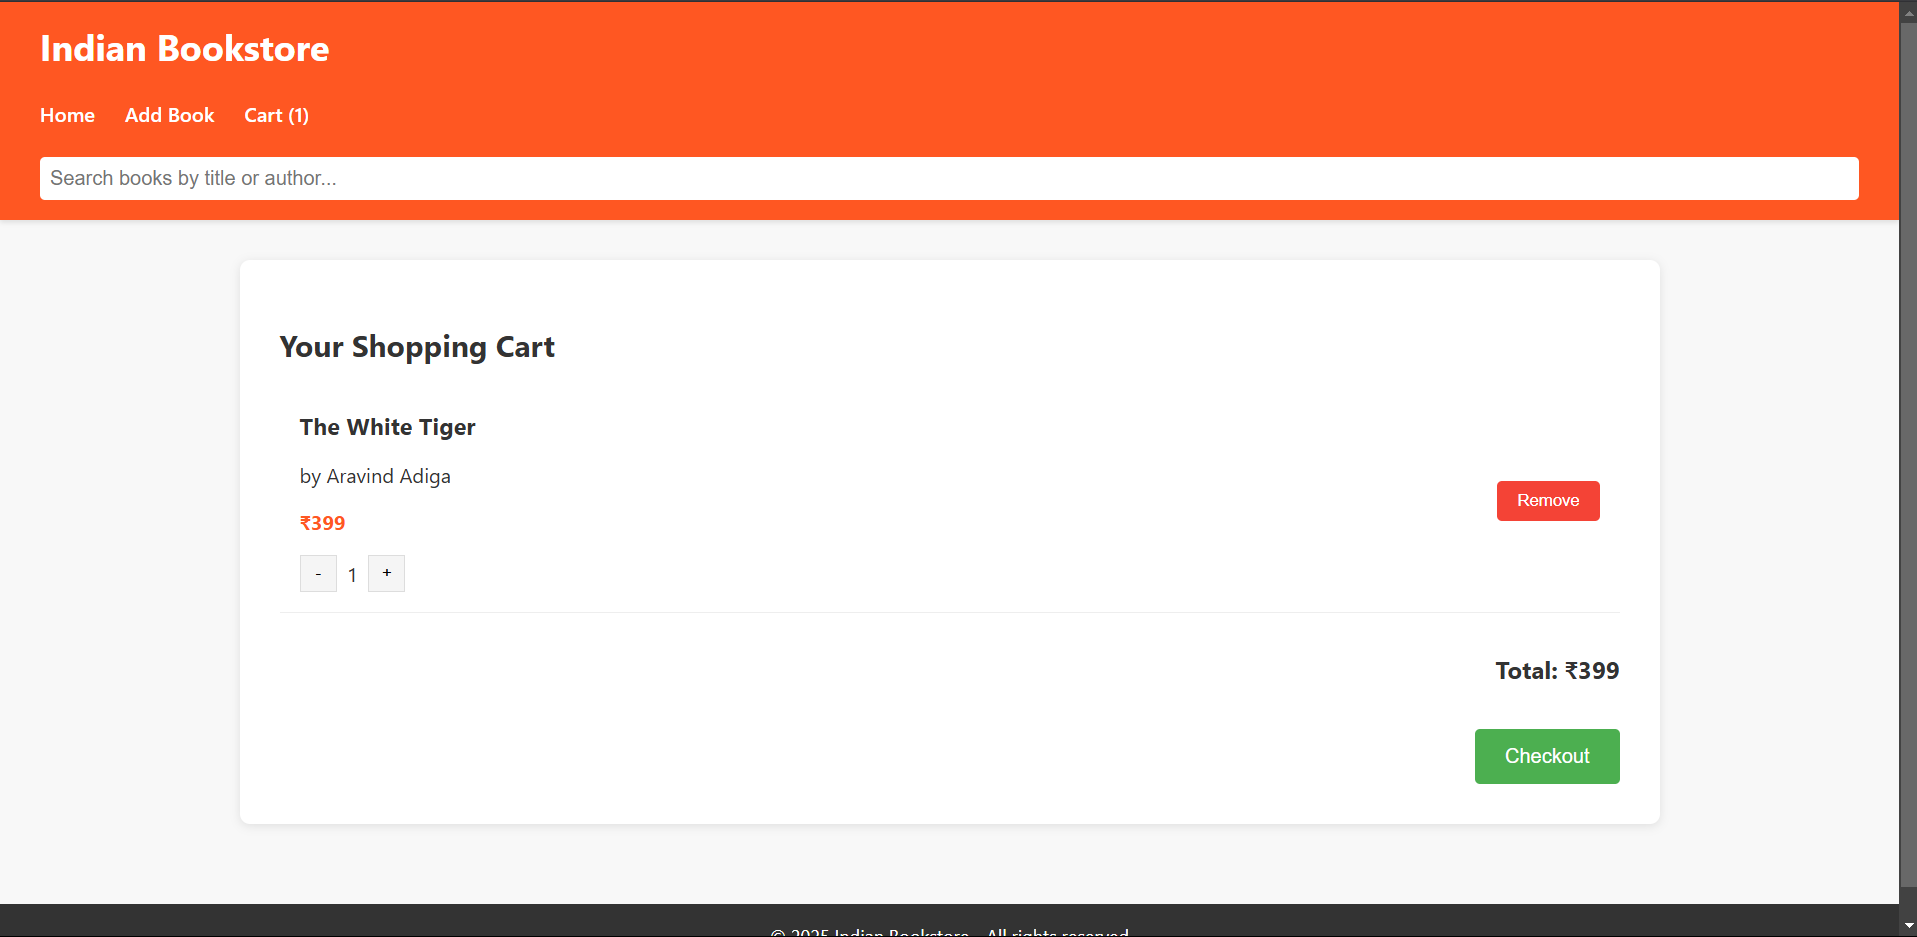 Indian Bookstore
Home Add Book Cart (1)
Search books by title or author...
Your Shopping Cart
The White Tiger
by Aravind Adiga
₹399
Remove
- 1 +
Total: ₹399
Checkout
© 2025 Indian Bookstore - All rights reserved